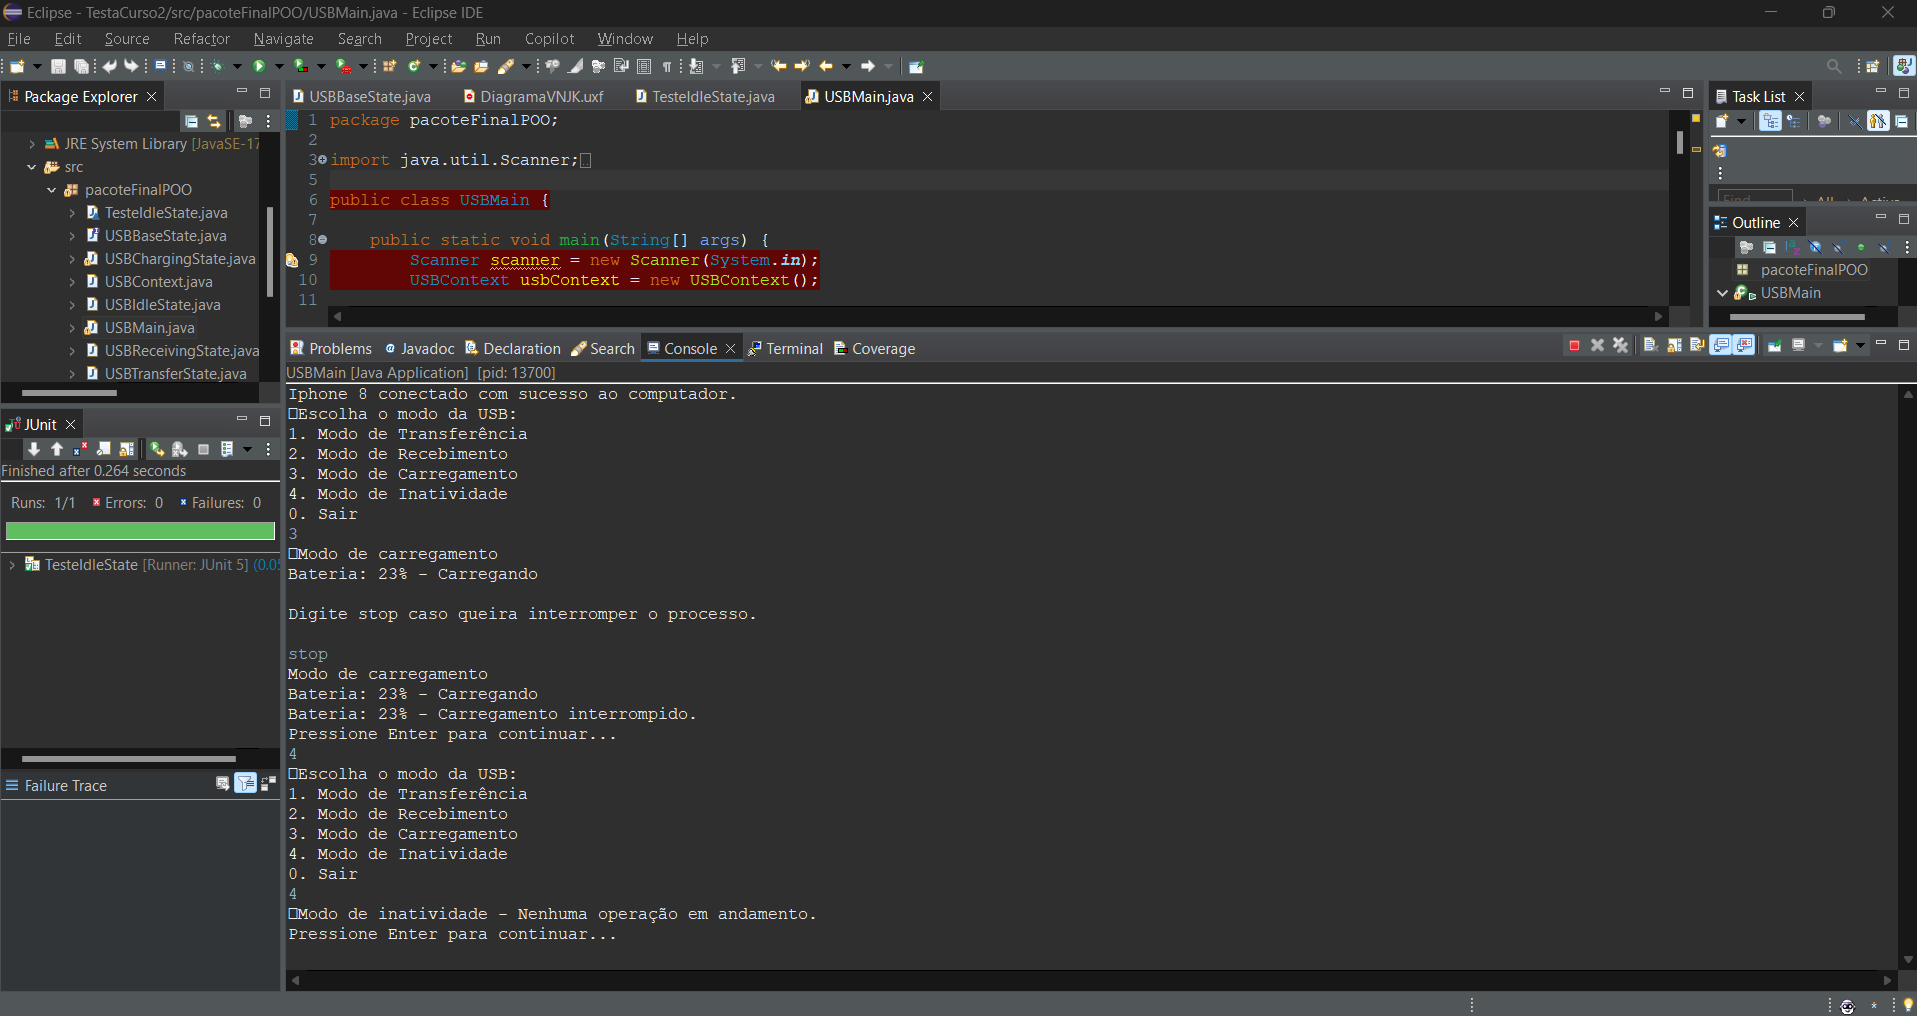 Eclipse - TestaCurso2/src/pacoteFinalPOO/USBMain.java - Eclipse IDE
File Edit Source Refactor Navigate Search Project Run Copilot Window Help
Package Explorer
JRE System Library [JavaSE-17
src
pacoteFinalPOO
TesteIdleState.java
USBBaseState.java
USBChargingState.java
USBContext.java
USBIdleState.java
USBMain.java
USBReceivingState.java
USBTransferState.java
JUnit
Finished after 0.264 seconds
Runs: 1/1 Errors: 0 Failures: 0
TesteIdleState [Runner: JUnit 5] (0.05
Failure Trace
USBBaseState.java DiagramaVNJK.uxf TesteIdleState.java USBMain.java
1 package pacoteFinalPOO;
2
3 import java.util.Scanner;
5
6 public class USBMain {
7
8 public static void main(String[] args) {
9 Scanner scanner = new Scanner(System.in);
10 USBContext usbContext = new USBContext();
11
Task List
Find All Activ
Outline
pacoteFinalPOO
USBMain
Problems Javadoc Declaration Search Console Terminal Coverage
USBMain [Java Application] [pid: 13700]
Iphone 8 conectado com sucesso ao computador.
Escolha o modo da USB:
1. Modo de Transferência
2. Modo de Recebimento
3. Modo de Carregamento
4. Modo de Inatividade
0. Sair
3
Modo de carregamento
Bateria: 23% - Carregando
Digite stop caso queira interromper o processo.
stop
Modo de carregamento
Bateria: 23% - Carregando
Bateria: 23% - Carregamento interrompido.
Pressione Enter para continuar...
4
Escolha o modo da USB:
1. Modo de Transferência
2. Modo de Recebimento
3. Modo de Carregamento
4. Modo de Inatividade
0. Sair
4
Modo de inatividade - Nenhuma operação em andamento.
Pressione Enter para continuar...